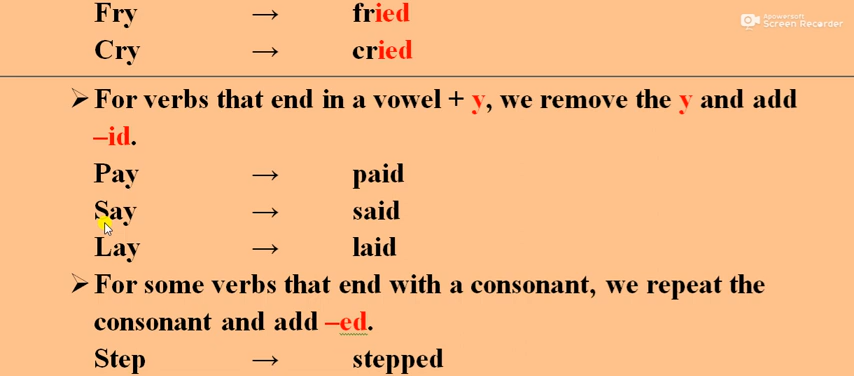 Fry → fried
Apowersoft
Screen Recorder
Cry → cried
➢ For verbs that end in a vowel + y, we remove the y and add
–id.
Pay → paid
Say → said
Lay → laid
➢ For some verbs that end with a consonant, we repeat the
consonant and add –ed.
Step → stepped